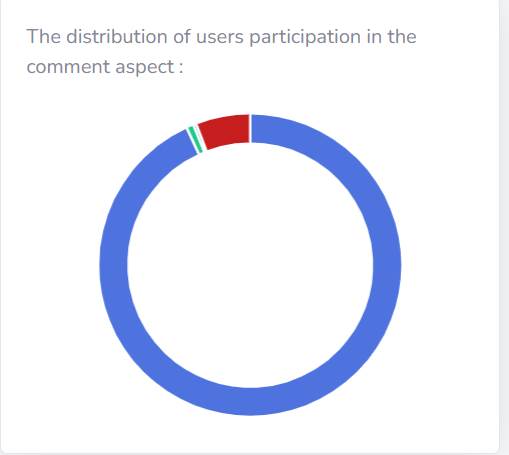 The distribution of users participation in the
comment aspect :